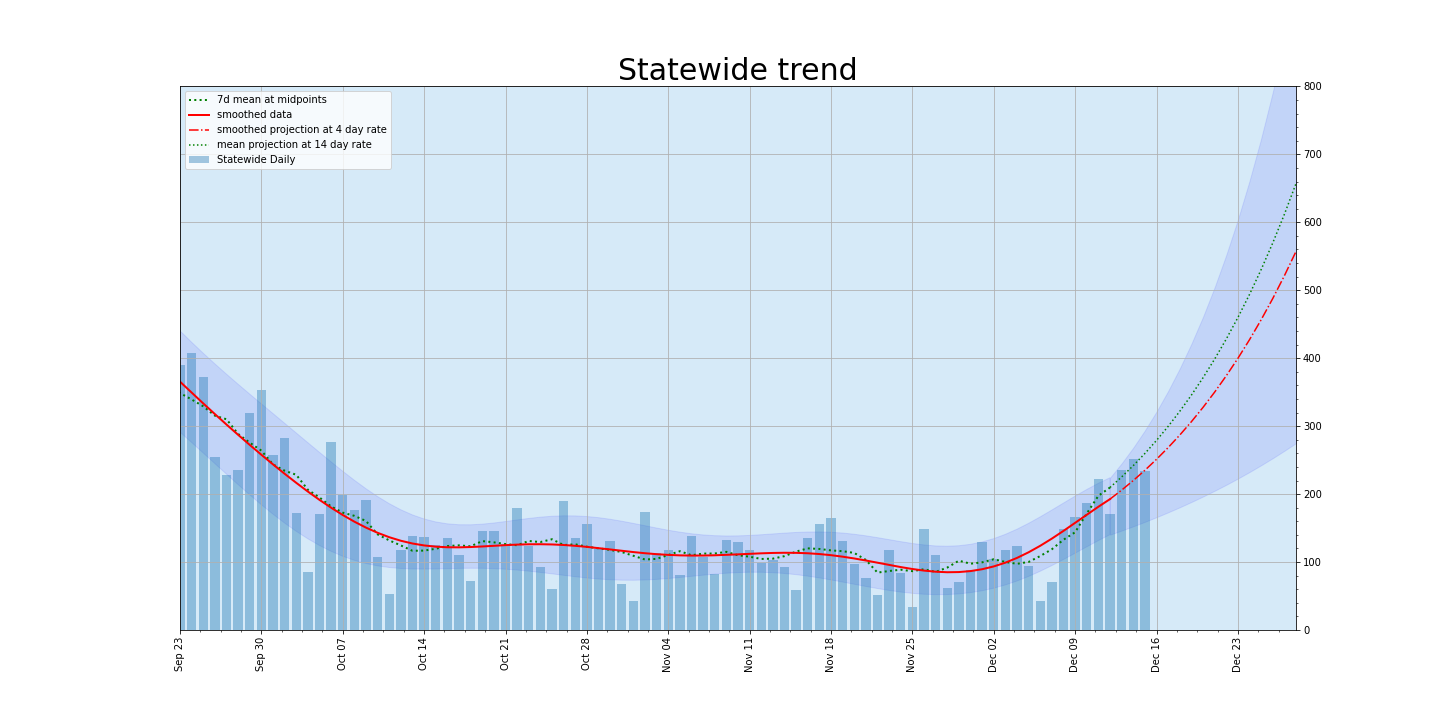 Statewide trend
7d mean at midpoints
smoothed data
smoothed projection at 4 day rate
mean projection at 14 day rate
Statewide Daily
800
700
600
500
400
300
200
100
0
Sep 23
Sep 30
Oct 07
Oct 14
Oct 21
Oct 28
Nov 04
Nov 11
Nov 18
Nov 25
Dec 02
Dec 09
Dec 16
Dec 23